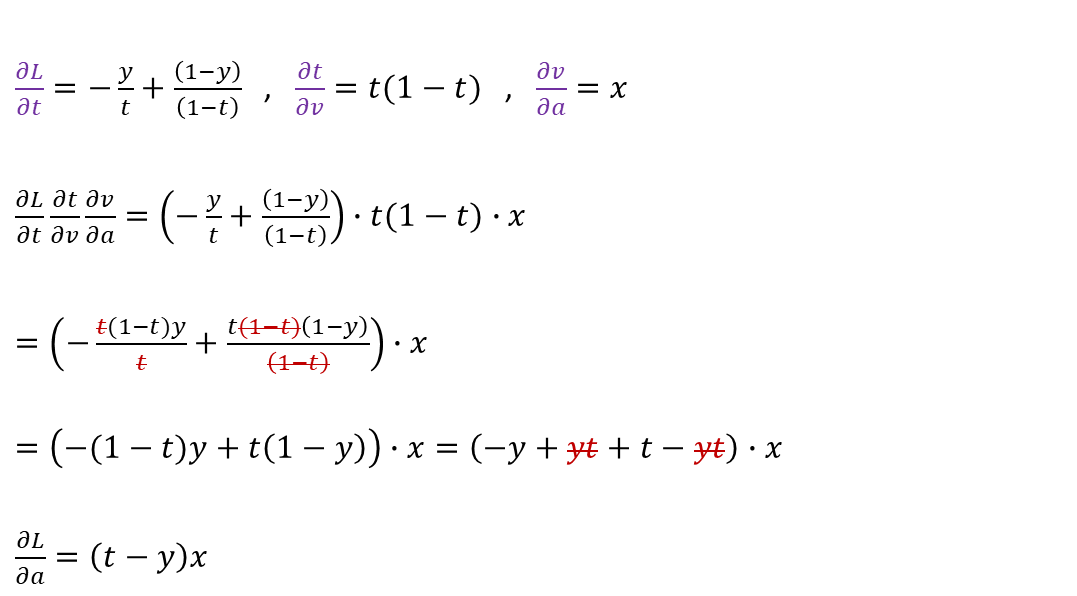 ∂L/∂t = −y/t + (1−y)/(1−t) , ∂t/∂v = t(1 − t) , ∂v/∂a = x
∂L/∂t ∂t/∂v ∂v/∂a = (−y/t + (1−y)/(1−t)) · t(1 − t) · x
= (−t(1−t)y/t + t(1−t)(1−y)/(1−t)) · x
= (−(1 − t)y + t(1 − y)) · x = (−y + yt + t − yt) · x
∂L/∂a = (t − y)x